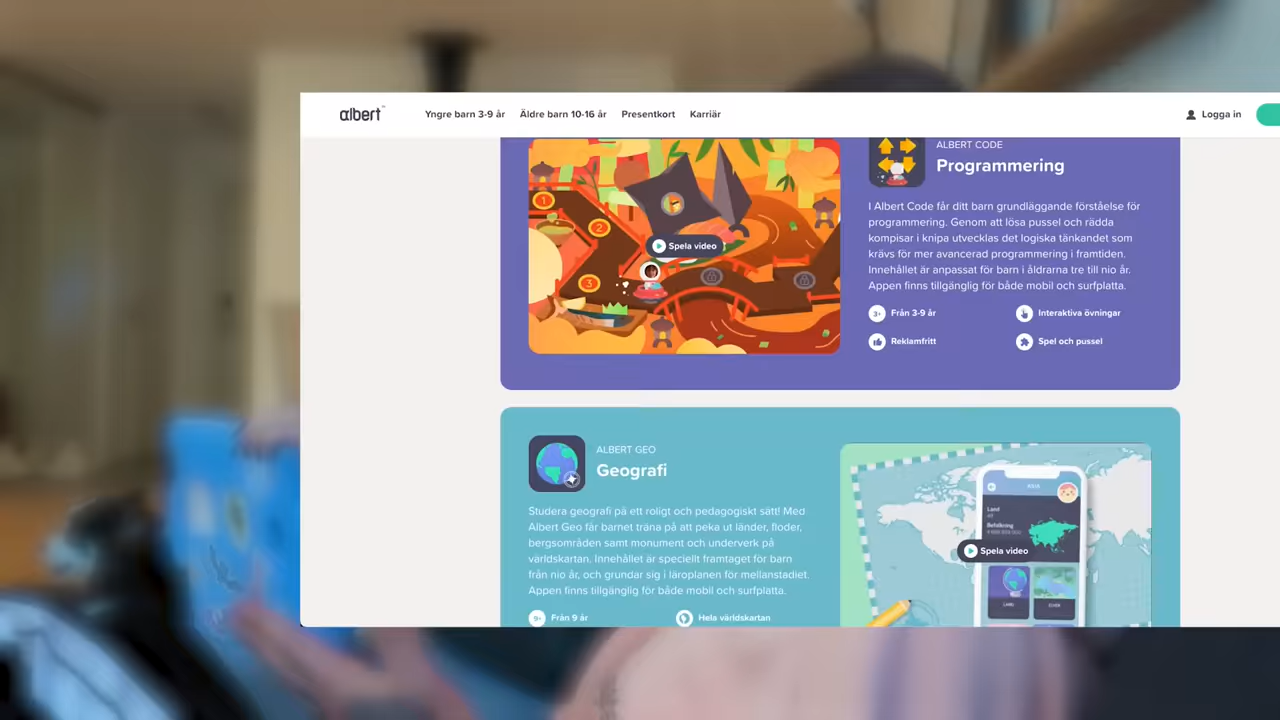 albert
Yngre barn 3-9 år
Äldre barn 10-16 år
Presentkort
Karriär
Logga in
1
2
3
Spela video
ALBERT CODE
Programmering
I Albert Code får ditt barn grundläggande förståelse för
programmering. Genom att lösa pussel och rädda
kompisar i knipa utvecklas det logiska tänkandet som
krävs för mer avancerad programmering i framtiden.
Innehållet är anpassat för barn i åldrarna tre till nio år.
Appen finns tillgänglig för både mobil och surfplatta.
3+
Från 3-9 år
Interaktiva övningar
Reklamfritt
Spel och pussel
ALBERT GEO
Geografi
Studera geografi på ett roligt och pedagogiskt sätt! Med
Albert Geo får barnet träna på att peka ut länder, floder,
bergsområden samt monument och underverk på
världskartan. Innehållet är speciellt framtaget för barn
från nio år, och grundar sig i läroplanen för mellanstadiet.
Appen finns tillgänglig för både mobil och surfplatta.
9+
Från 9 år
Hela världskartan
Land
Befolkning
Spela video